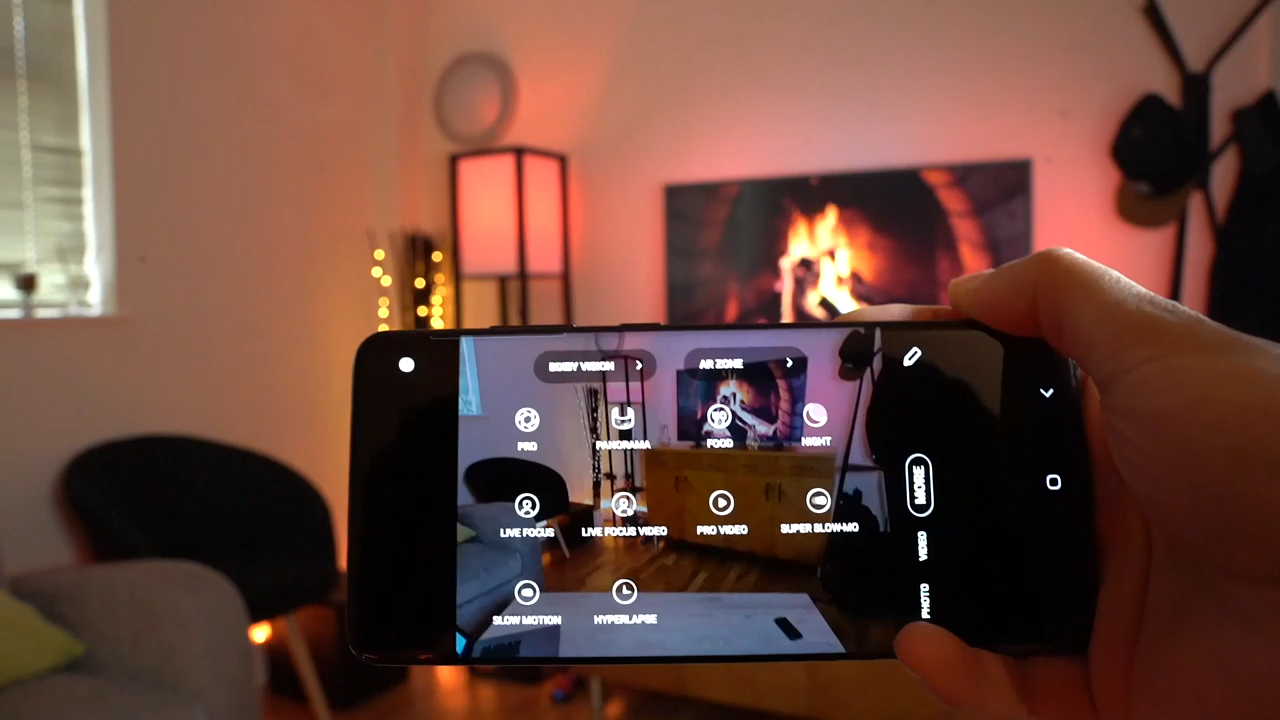 BIXBY VISION
AR ZONE
PRO
PANORAMA
FOOD
NIGHT
LIVE FOCUS
LIVE FOCUS VIDEO
PRO VIDEO
SUPER SLOW-MO
SLOW MOTION
HYPERLAPSE
MORE
VIDEO
PHOTO